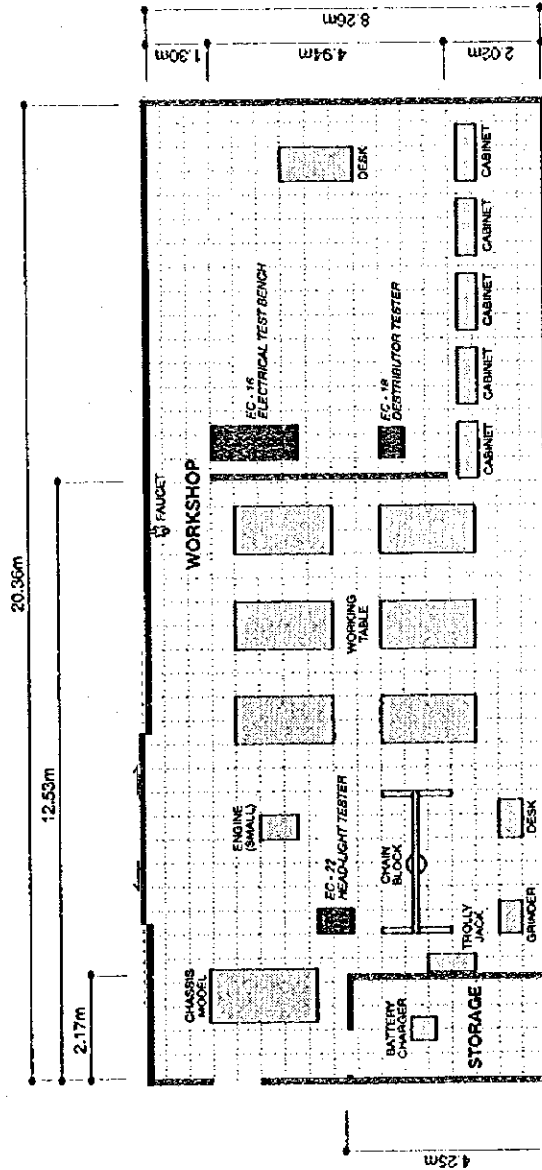 20.36m
12.53m
2.17m
8.26m
1.30m
4.94m
2.02m
4.25m
FAUCET
WORKSHOP
EC - 16
ELECTRICAL TEST BENCH
DESK
EC - 18
DESTRIBUTOR TESTER
CABINET
CABINET
CABINET
CABINET
CABINET
WORKING
TABLE
ENGINE
(SMALL)
EC - 22
HEAD-LIGHT TESTER
CHASSIS
MODEL
CHAIN
BLOCK
DESK
GRINDER
TROLLY
JACK
BATTERY
CHARGER
STORAGE